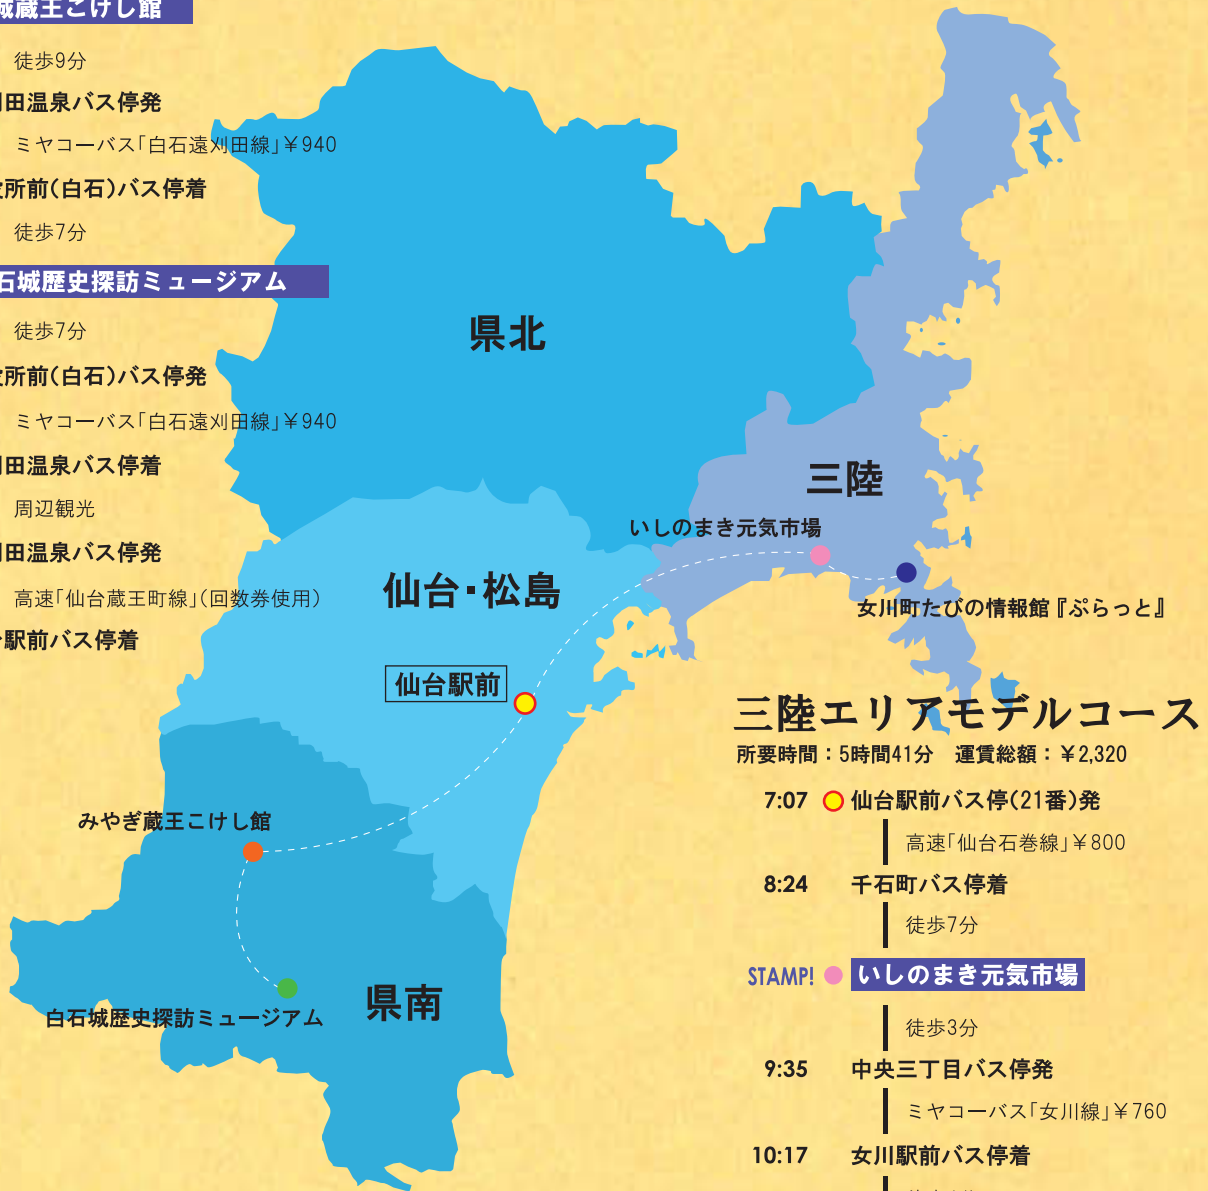 蔵王こけし館
徒歩9分
田温泉バス停発
ミヤコーバス「白石遠刈田線」￥940
所前(白石)バス停着
徒歩7分
石城歴史探訪ミュージアム
徒歩7分
所前(白石)バス停発
ミヤコーバス「白石遠刈田線」￥940
田温泉バス停着
周辺観光
田温泉バス停発
高速「仙台蔵王町線」(回数券使用)
駅前バス停着
県北
三陸
いしのまき元気市場
女川町たびの情報館『ぷらっと』
仙台・松島
仙台駅前
みやぎ蔵王こけし館
白石城歴史探訪ミュージアム
県南
三陸エリアモデルコース
所要時間：5時間41分　運賃総額：￥2,320
7:07 仙台駅前バス停(21番)発
高速「仙台石巻線」￥800
8:24 千石町バス停着
徒歩7分
STAMP! いしのまき元気市場
徒歩3分
9:35 中央三丁目バス停発
ミヤコーバス「女川線」￥760
10:17 女川駅前バス停着